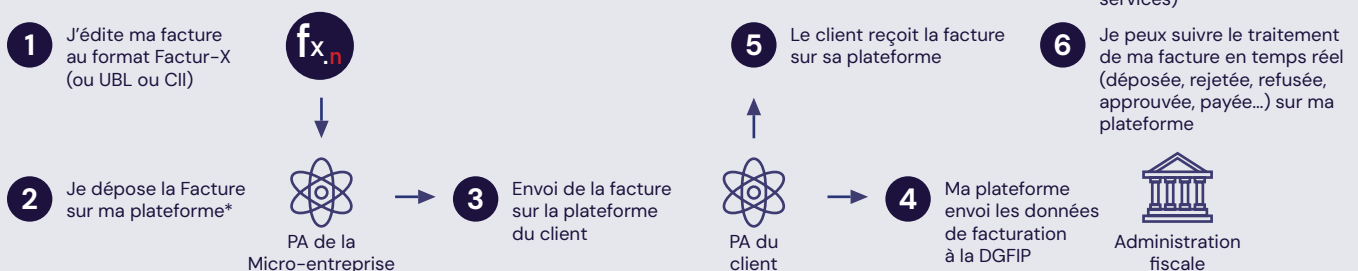 services)
1
J'édite ma facture
au format Factur-X
(ou UBL ou CII)
fx.n
5
Le client reçoit la facture
sur sa plateforme
6
Je peux suivre le traitement
de ma facture en temps réel
(déposée, rejetée, refusée,
approuvée, payée...) sur ma
plateforme
2
Je dépose la Facture
sur ma plateforme*
PA de la
Micro-entreprise
3
Envoi de la facture
sur la plateforme
du client
PA du
client
4
Ma plateforme
envoi les données
de facturation
à la DGFIP
Administration
fiscale